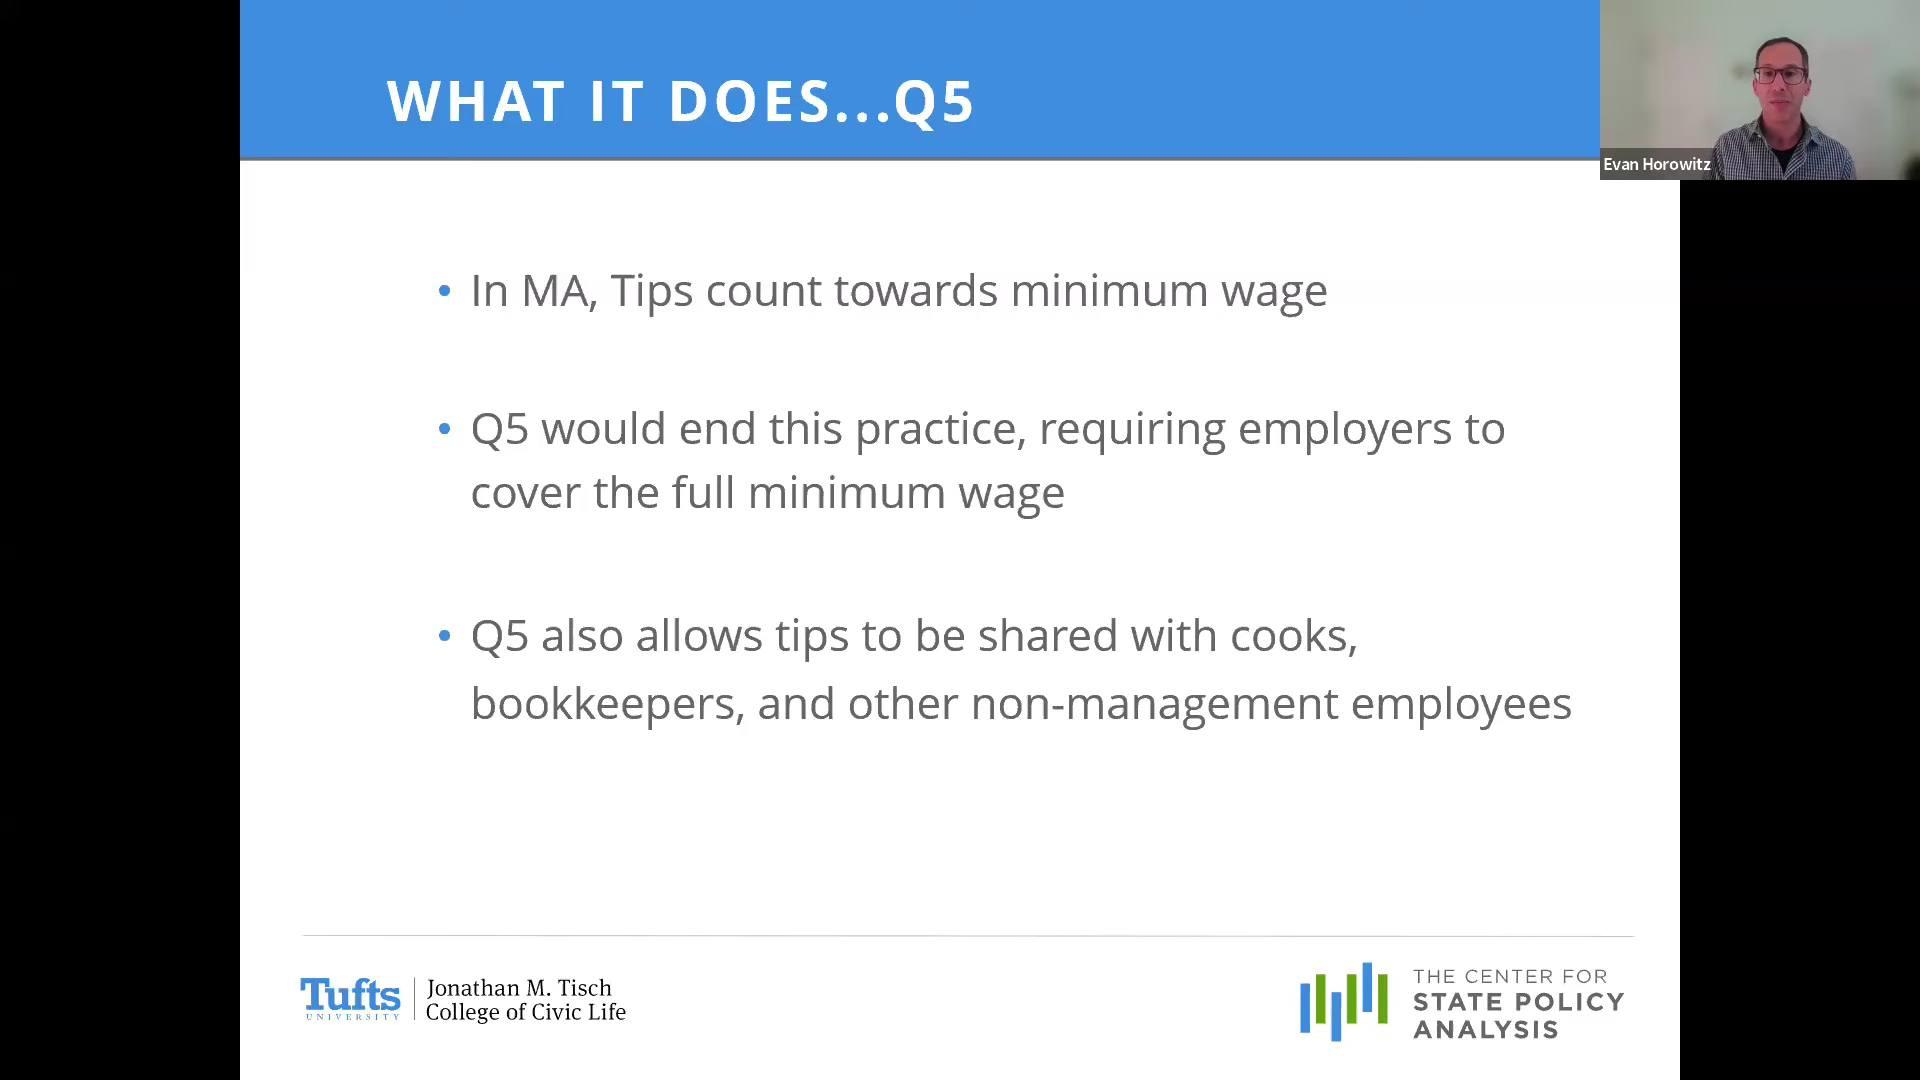 WHAT IT DOES...Q5
Evan Horowitz
• In MA, Tips count towards minimum wage
• Q5 would end this practice, requiring employers to
cover the full minimum wage
• Q5 also allows tips to be shared with cooks,
bookkeepers, and other non-management employees
Tufts
UNIVERSITY
Jonathan M. Tisch
College of Civic Life
THE CENTER FOR
STATE POLICY
ANALYSIS